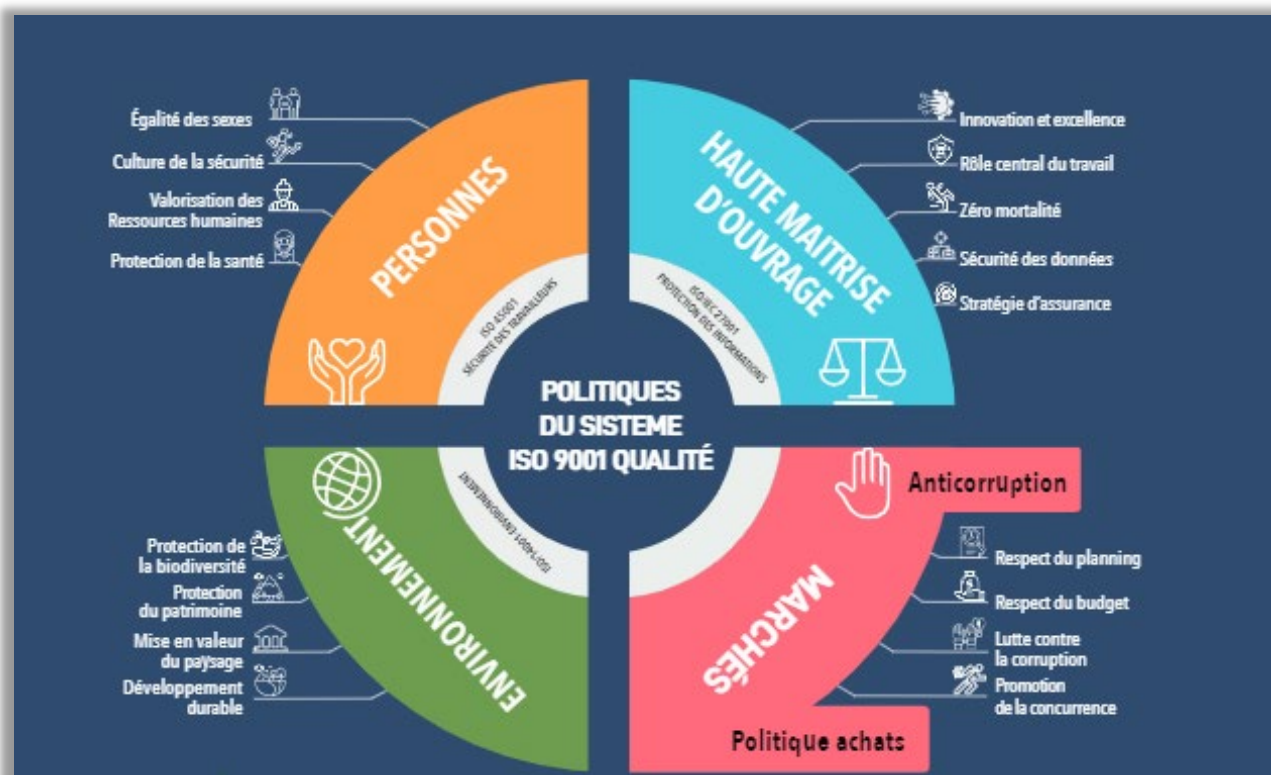 Égalité des sexes
Culture de la sécurité
Valorisation des
Ressources humaines
Protection de la santé
PERSONNES
ISO 45001
SÉCURITÉ DES TRAVAILLEURS
HAUTE MAITRISE
D'OUVRAGE
ISO/IEC 27001
PROTECTION DES INFORMATIONS
Innovation et excellence
Rôle central du travail
Zéro mortalité
Sécurité des données
Stratégie d'assurance
POLITIQUES
DU SISTEME
ISO 9001 QUALITÉ
Protection de
la biodiversité
Protection
du patrimoine
Mise en valeur
du paysage
Développement
durable
ENVIRONNEMENT
ISO/14001 ENVIRONNEMENT
MARCHÉS
Anticorruption
Respect du planning
Respect du budget
Lutte contre
la corruption
Promotion
de la concurrence
Politique achats